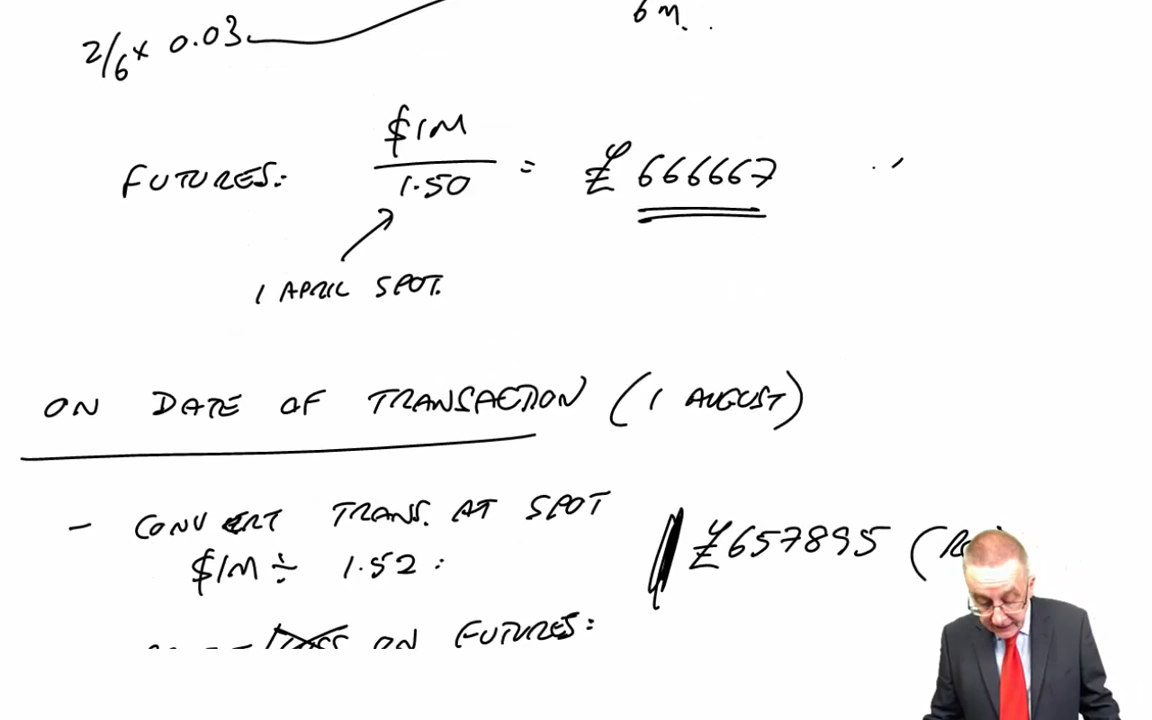 6 M.
2/6 x 0.03
$1M
FUTURES: 1.50 = £ 666667
1 APRIL SPOT.
ON DATE OF TRANSACTION (1 AUGUST)
- CONVERT TRANS. AT SPOT
$1M ÷ 1.52 : £657895
ON FUTURES: